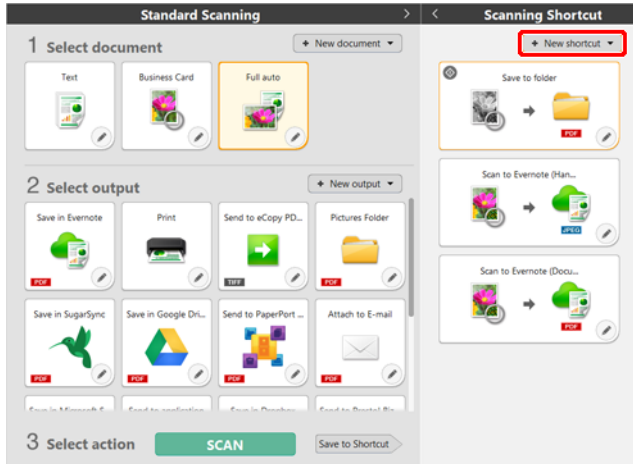 Standard Scanning
1 Select document
+ New document
Text
Business Card
Full auto
2 Select output
+ New output
Save in Evernote
PDF
Print
Send to eCopy PD...
TIFF
Pictures Folder
PDF
Save in SugarSync
PDF
Save in Google Dri...
PDF
Send to PaperPort ...
PDF
Attach to E-mail
PDF
3 Select action
SCAN
Save to Shortcut
Scanning Shortcut
+ New shortcut
Save to folder
PDF
Scan to Evernote (Han...
JPEG
Scan to Evernote (Docu...
PDF